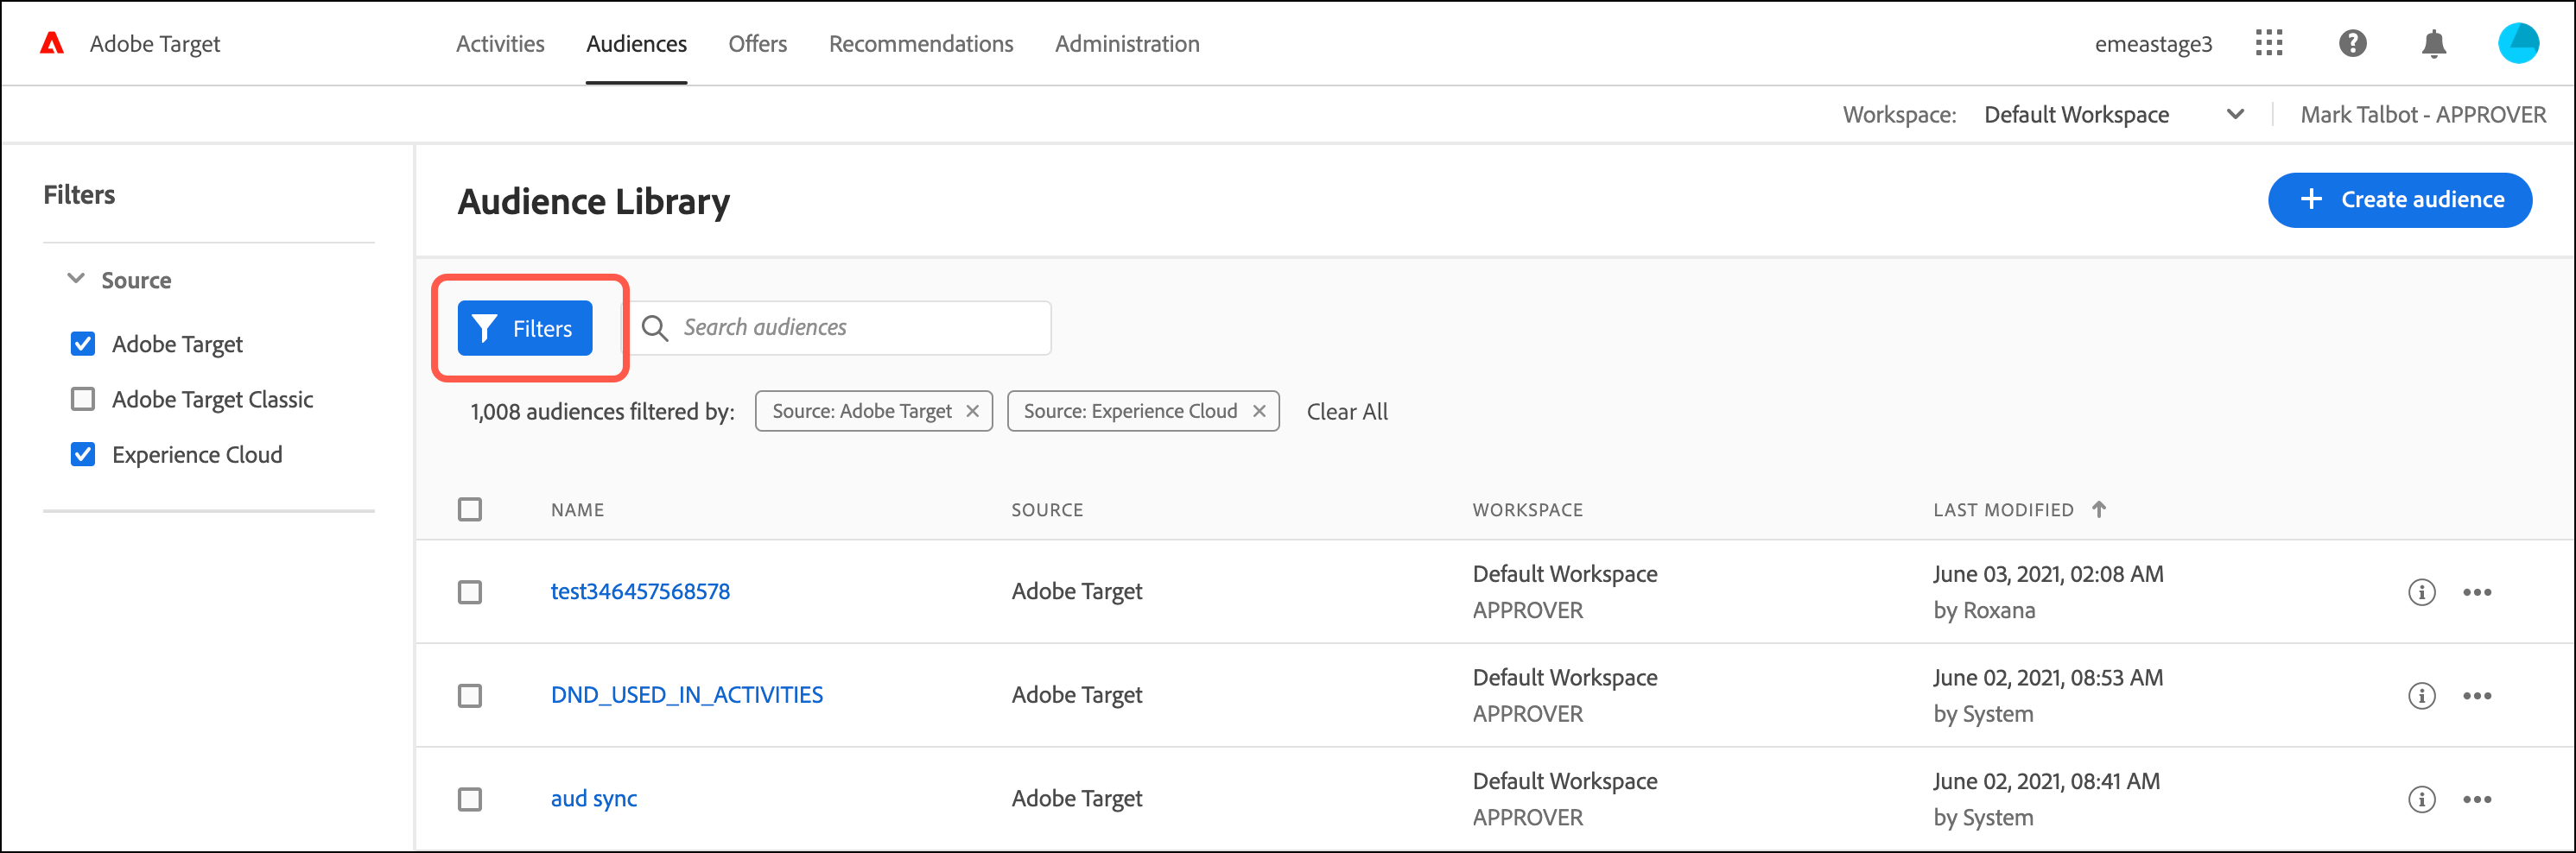 Adobe Target
Activities
Audiences
Offers
Recommendations
Administration
emeastage3
Workspace: Default Workspace
Mark Talbot - APPROVER
Filters
Source
Adobe Target
Adobe Target Classic
Experience Cloud
Audience Library
Create audience
Filters
Search audiences
1,008 audiences filtered by: Source: Adobe Target Source: Experience Cloud Clear All
NAME SOURCE WORKSPACE LAST MODIFIED
test346457568578 Adobe Target Default Workspace June 03, 2021, 02:08 AM
APPROVER by Roxana
DND_USED_IN_ACTIVITIES Adobe Target Default Workspace June 02, 2021, 08:53 AM
APPROVER by System
aud sync Adobe Target Default Workspace June 02, 2021, 08:41 AM
APPROVER by System